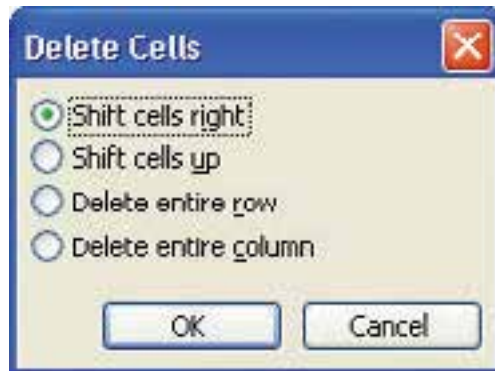 Delete Cells
Shift cells right
Shift cells up
Delete entire row
Delete entire column
OK Cancel